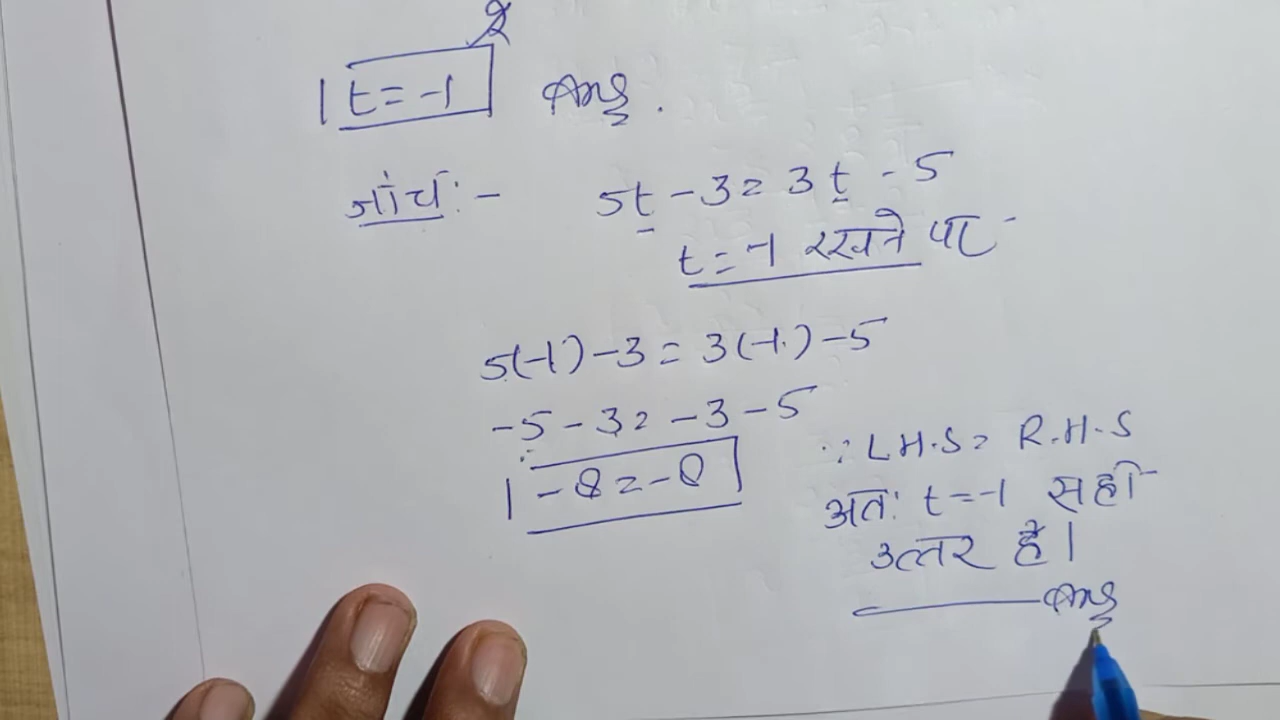 t = -1 Ans.
जांच :- 5t - 3 = 3t - 5
t = -1 रखने पर
5(-1) - 3 = 3(-1) - 5
-5 - 3 = -3 - 5
-8 = -8
∵ L.H.S = R.H.S
अतः t = -1 सही
उत्तर है।
Ans